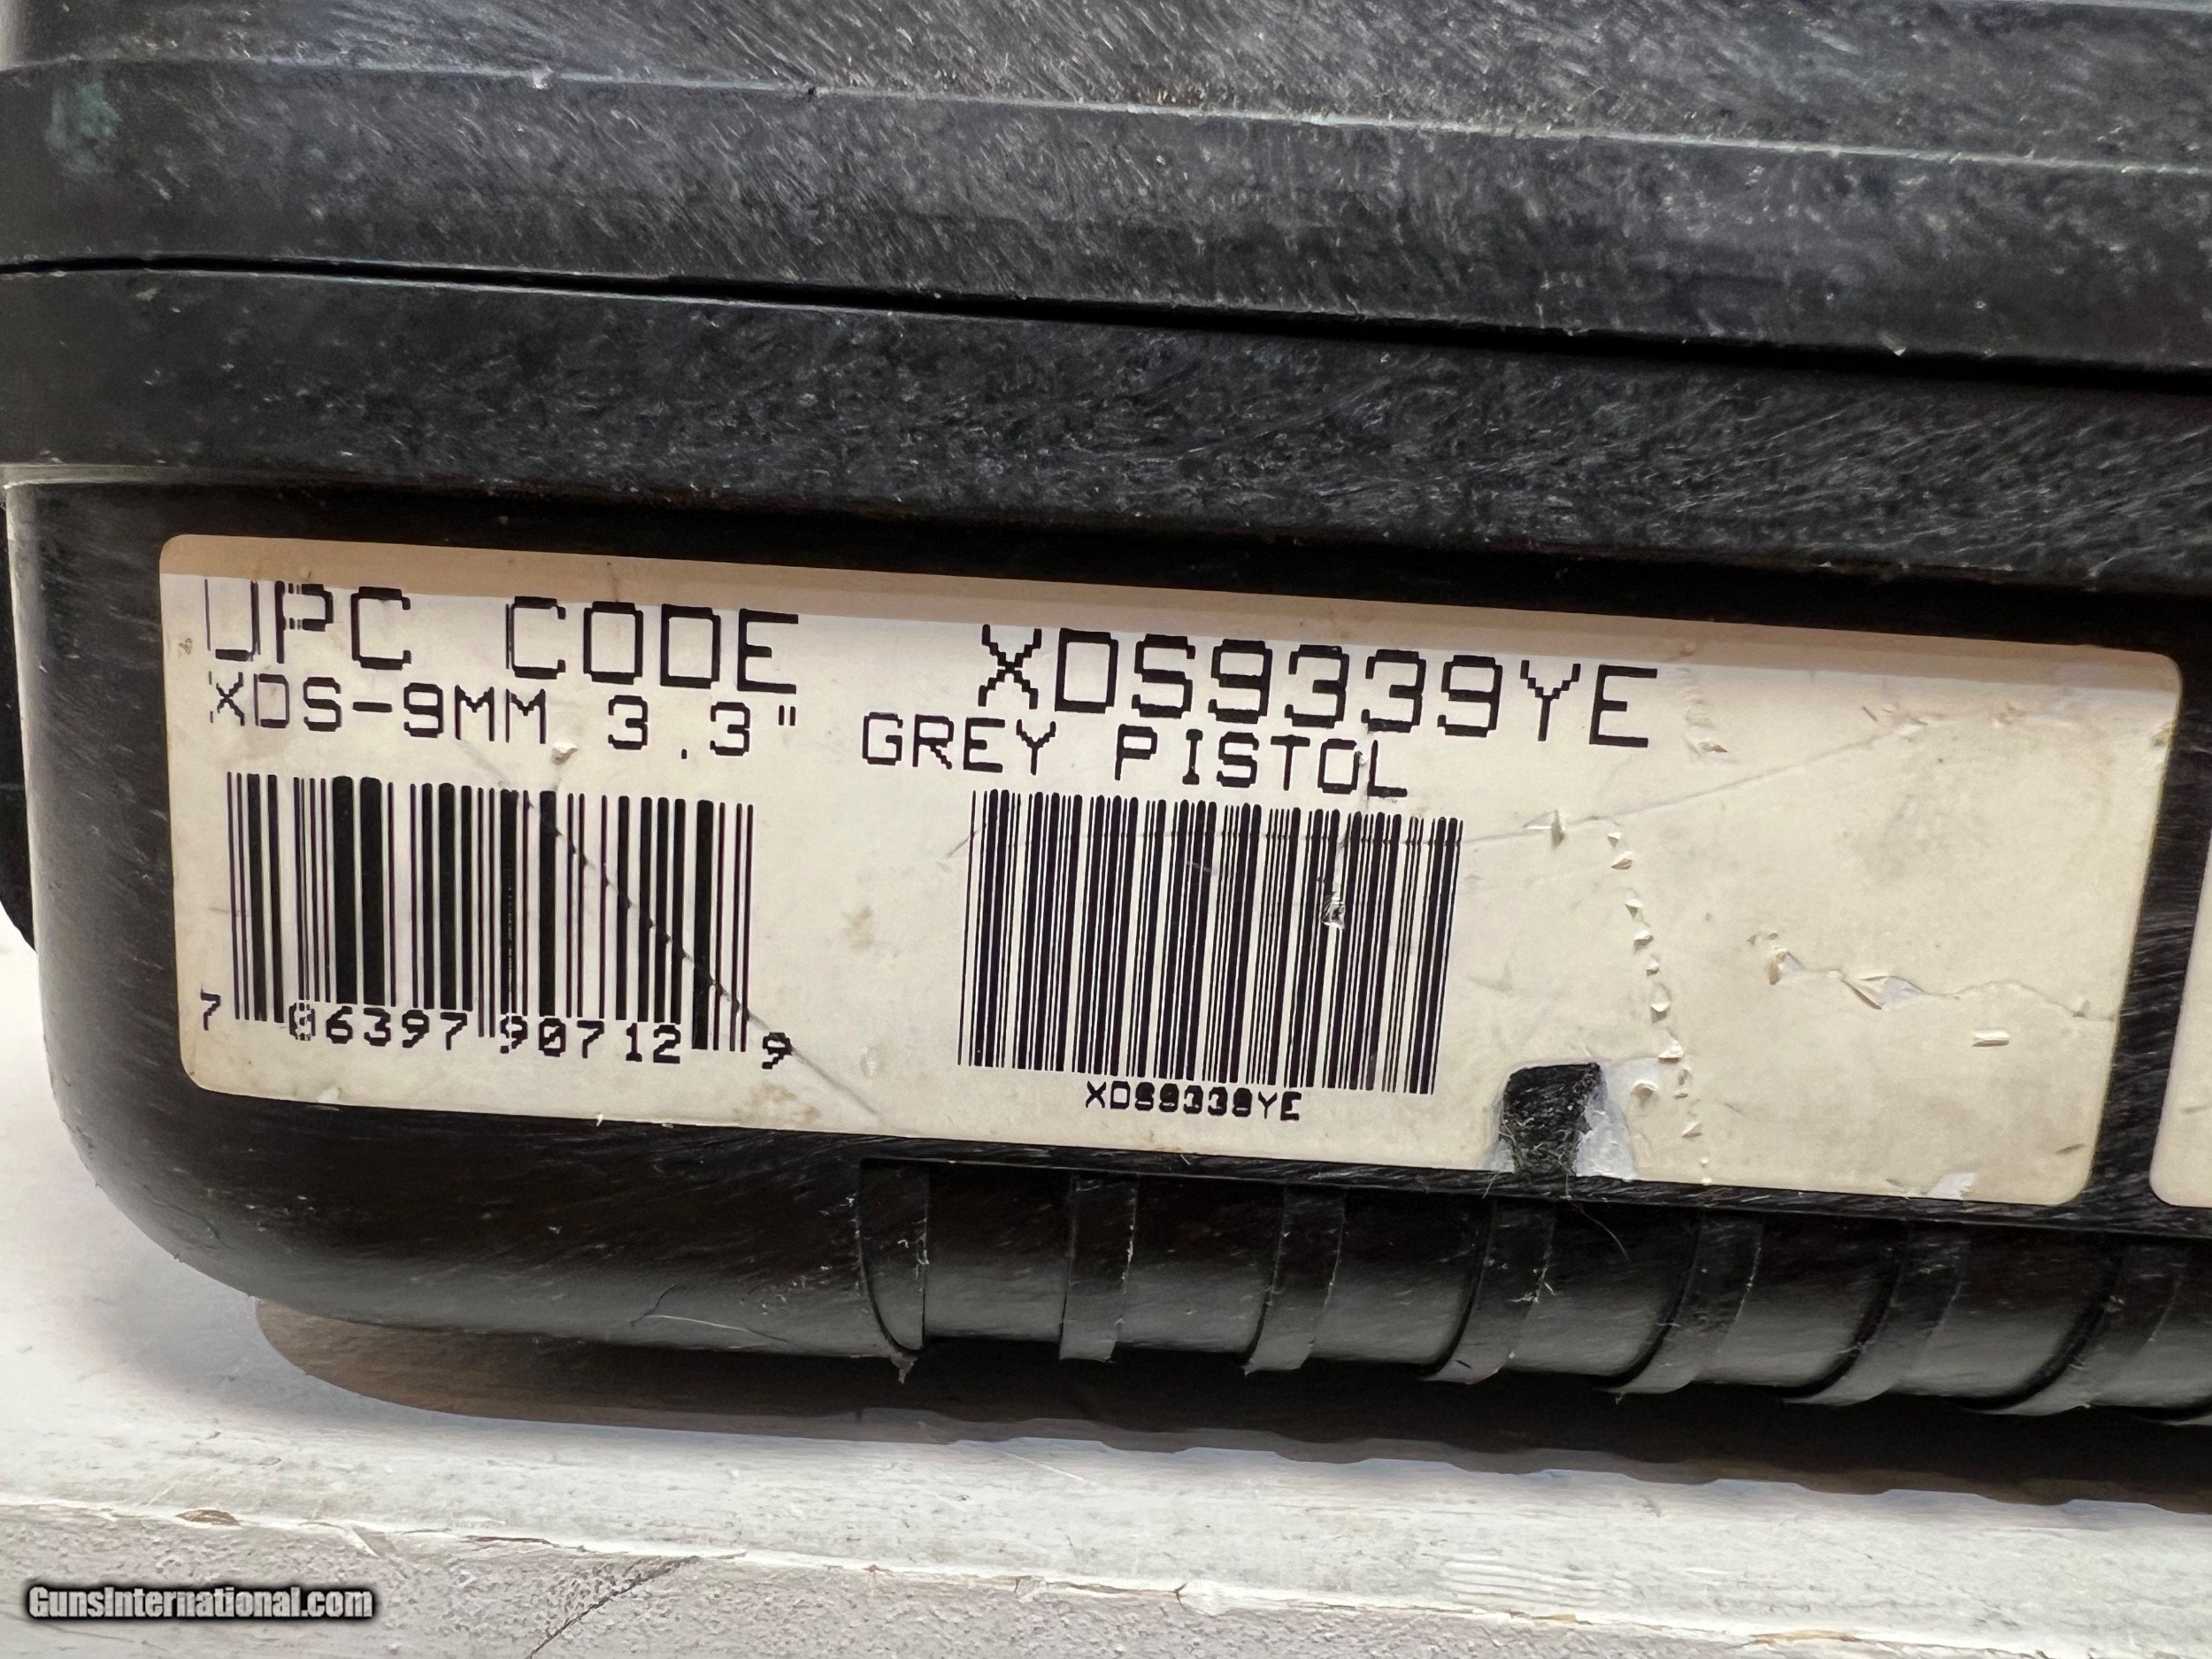 UPC CODE XDS9339YE
XDS-9MM 3.3" GREY PISTOL
7 06397 90712 9
XDS9339YE
GunsInternational.com